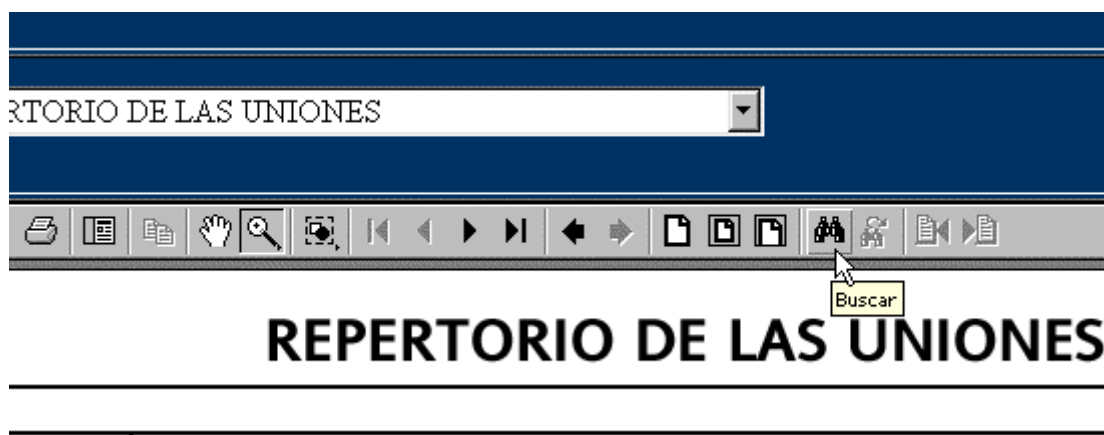 RTORIO DE LAS UNIONES
Buscar
REPERTORIO DE LAS UNIONES